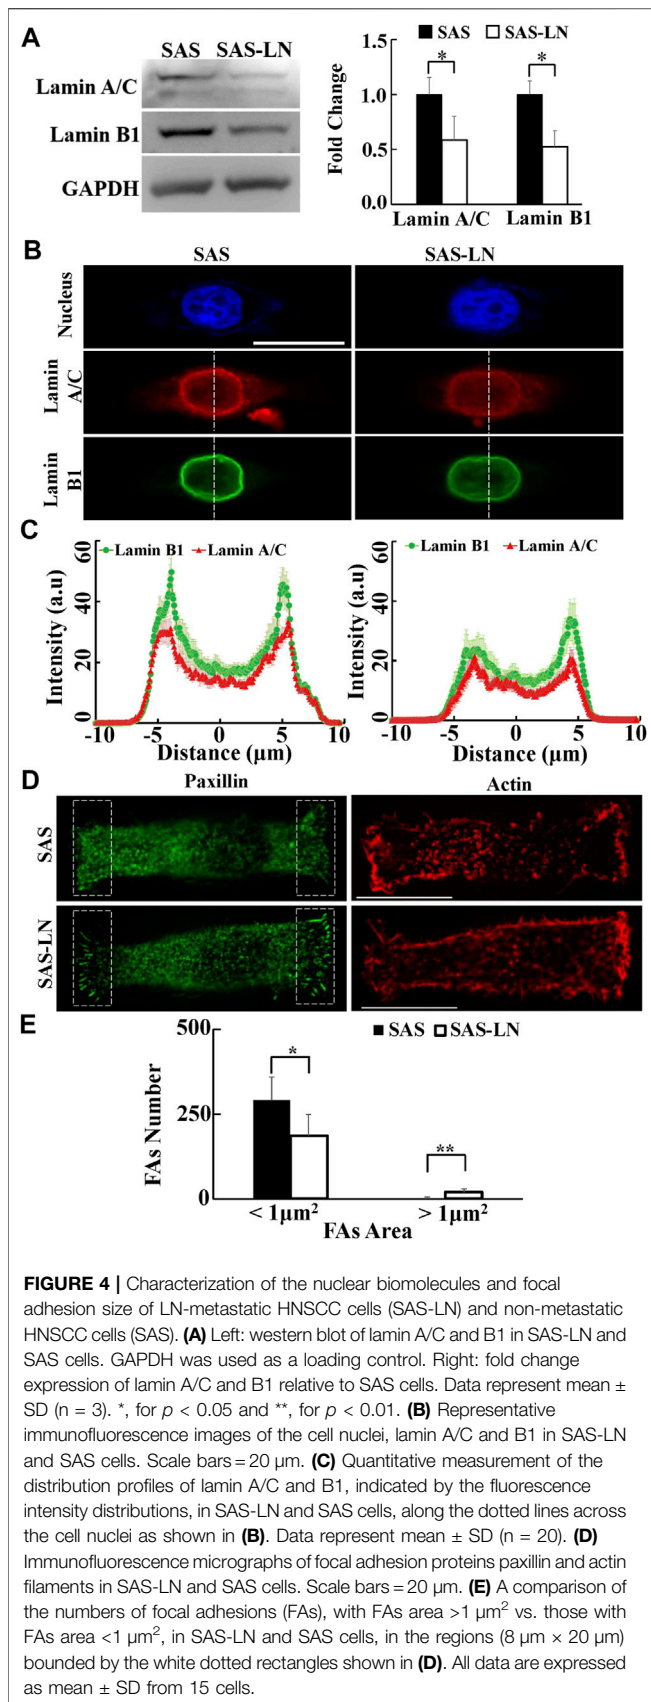 A
SAS SAS-LN
Lamin A/C
Lamin B1
GAPDH
SAS SAS-LN
1.5
1.0
0.5
0.0
Fold Change
* *
Lamin A/C Lamin B1
B
SAS SAS-LN
Nucleus
Lamin A/C
Lamin B1
C
Lamin B1 Lamin A/C
60
40
20
0
Intensity (a.u)
-10 -5 0 5 10
Distance (μm)
Lamin B1 Lamin A/C
60
40
20
0
Intensity (a.u)
-10 -5 0 5 10
Distance (μm)
D
Paxillin Actin
SAS
SAS-LN
E
SAS SAS-LN
500
250
0
FAs Number
*
**
< 1μm² > 1μm²
FAs Area
FIGURE 4 | Characterization of the nuclear biomolecules and focal
adhesion size of LN-metastatic HNSCC cells (SAS-LN) and non-metastatic
HNSCC cells (SAS). (A) Left: western blot of lamin A/C and B1 in SAS-LN and
SAS cells. GAPDH was used as a loading control. Right: fold change
expression of lamin A/C and B1 relative to SAS cells. Data represent mean ±
SD (n = 3). *, for p < 0.05 and **, for p < 0.01. (B) Representative
immunofluorescence images of the cell nuclei, lamin A/C and B1 in SAS-LN
and SAS cells. Scale bars = 20 μm. (C) Quantitative measurement of the
distribution profiles of lamin A/C and B1, indicated by the fluorescence
intensity distributions, in SAS-LN and SAS cells, along the dotted lines across
the cell nuclei as shown in (B). Data represent mean ± SD (n = 20). (D)
Immunofluorescence micrographs of focal adhesion proteins paxillin and actin
filaments in SAS-LN and SAS cells. Scale bars = 20 μm. (E) A comparison of
the numbers of focal adhesions (FAs), with FAs area >1 μm² vs. those with
FAs area <1 μm², in SAS-LN and SAS cells, in the regions (8 μm × 20 μm)
bounded by the white dotted rectangles shown in (D). All data are expressed
as mean ± SD from 15 cells.